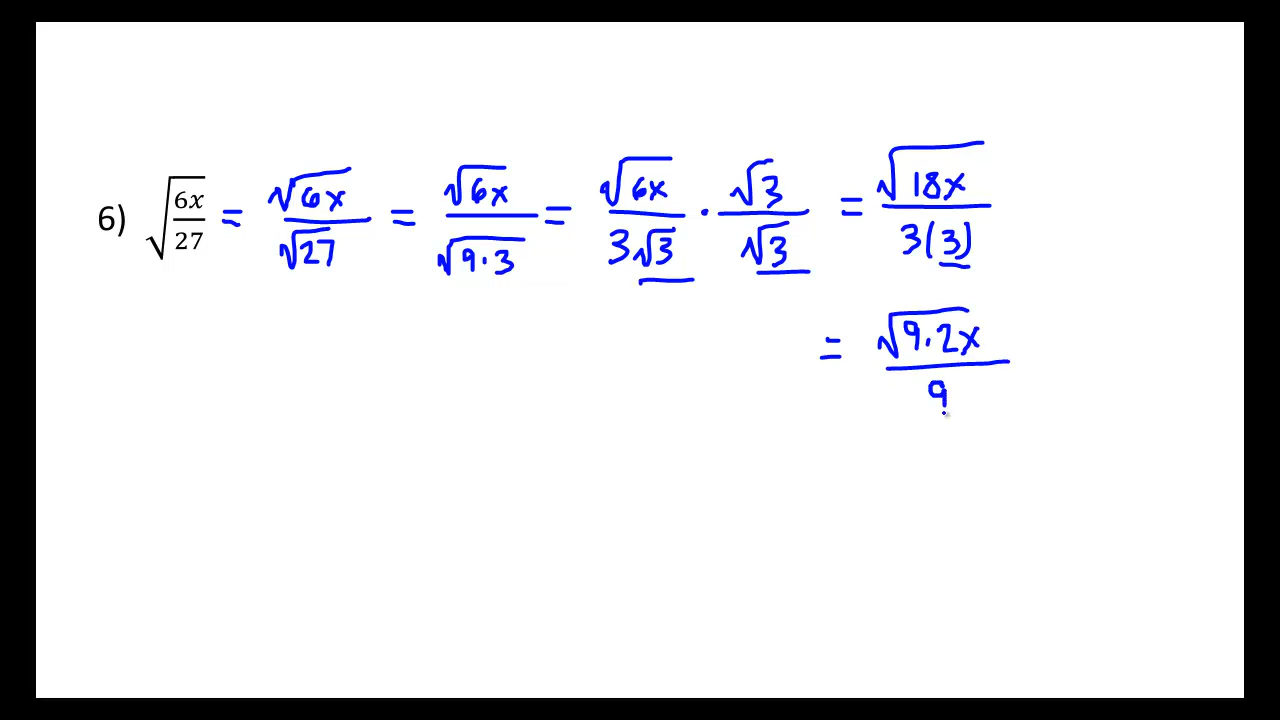 6) √(6x/27) = √(6x)/√(27) = √(6x)/√(9·3) = √(6x)/(3√3) · √3/√3 = √(18x)/(3(3))
= √(9·2x)/9